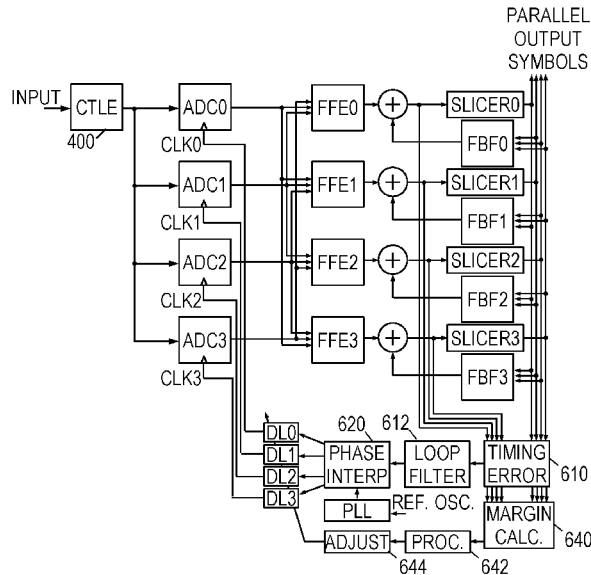 PARALLEL
OUTPUT
SYMBOLS
INPUT
CTLE
400
ADC0
CLK0
FFE0
+
SLICER0
FBF0
ADC1
CLK1
FFE1
+
SLICER1
FBF1
ADC2
CLK2
FFE2
+
SLICER2
FBF2
ADC3
CLK3
FFE3
+
SLICER3
FBF3
DL0
DL1
DL2
DL3
620
PHASE
INTERP
612
LOOP
FILTER
TIMING
ERROR
610
PLL
REF. OSC.
MARGIN
CALC.
640
ADJUST
644
PROC.
642